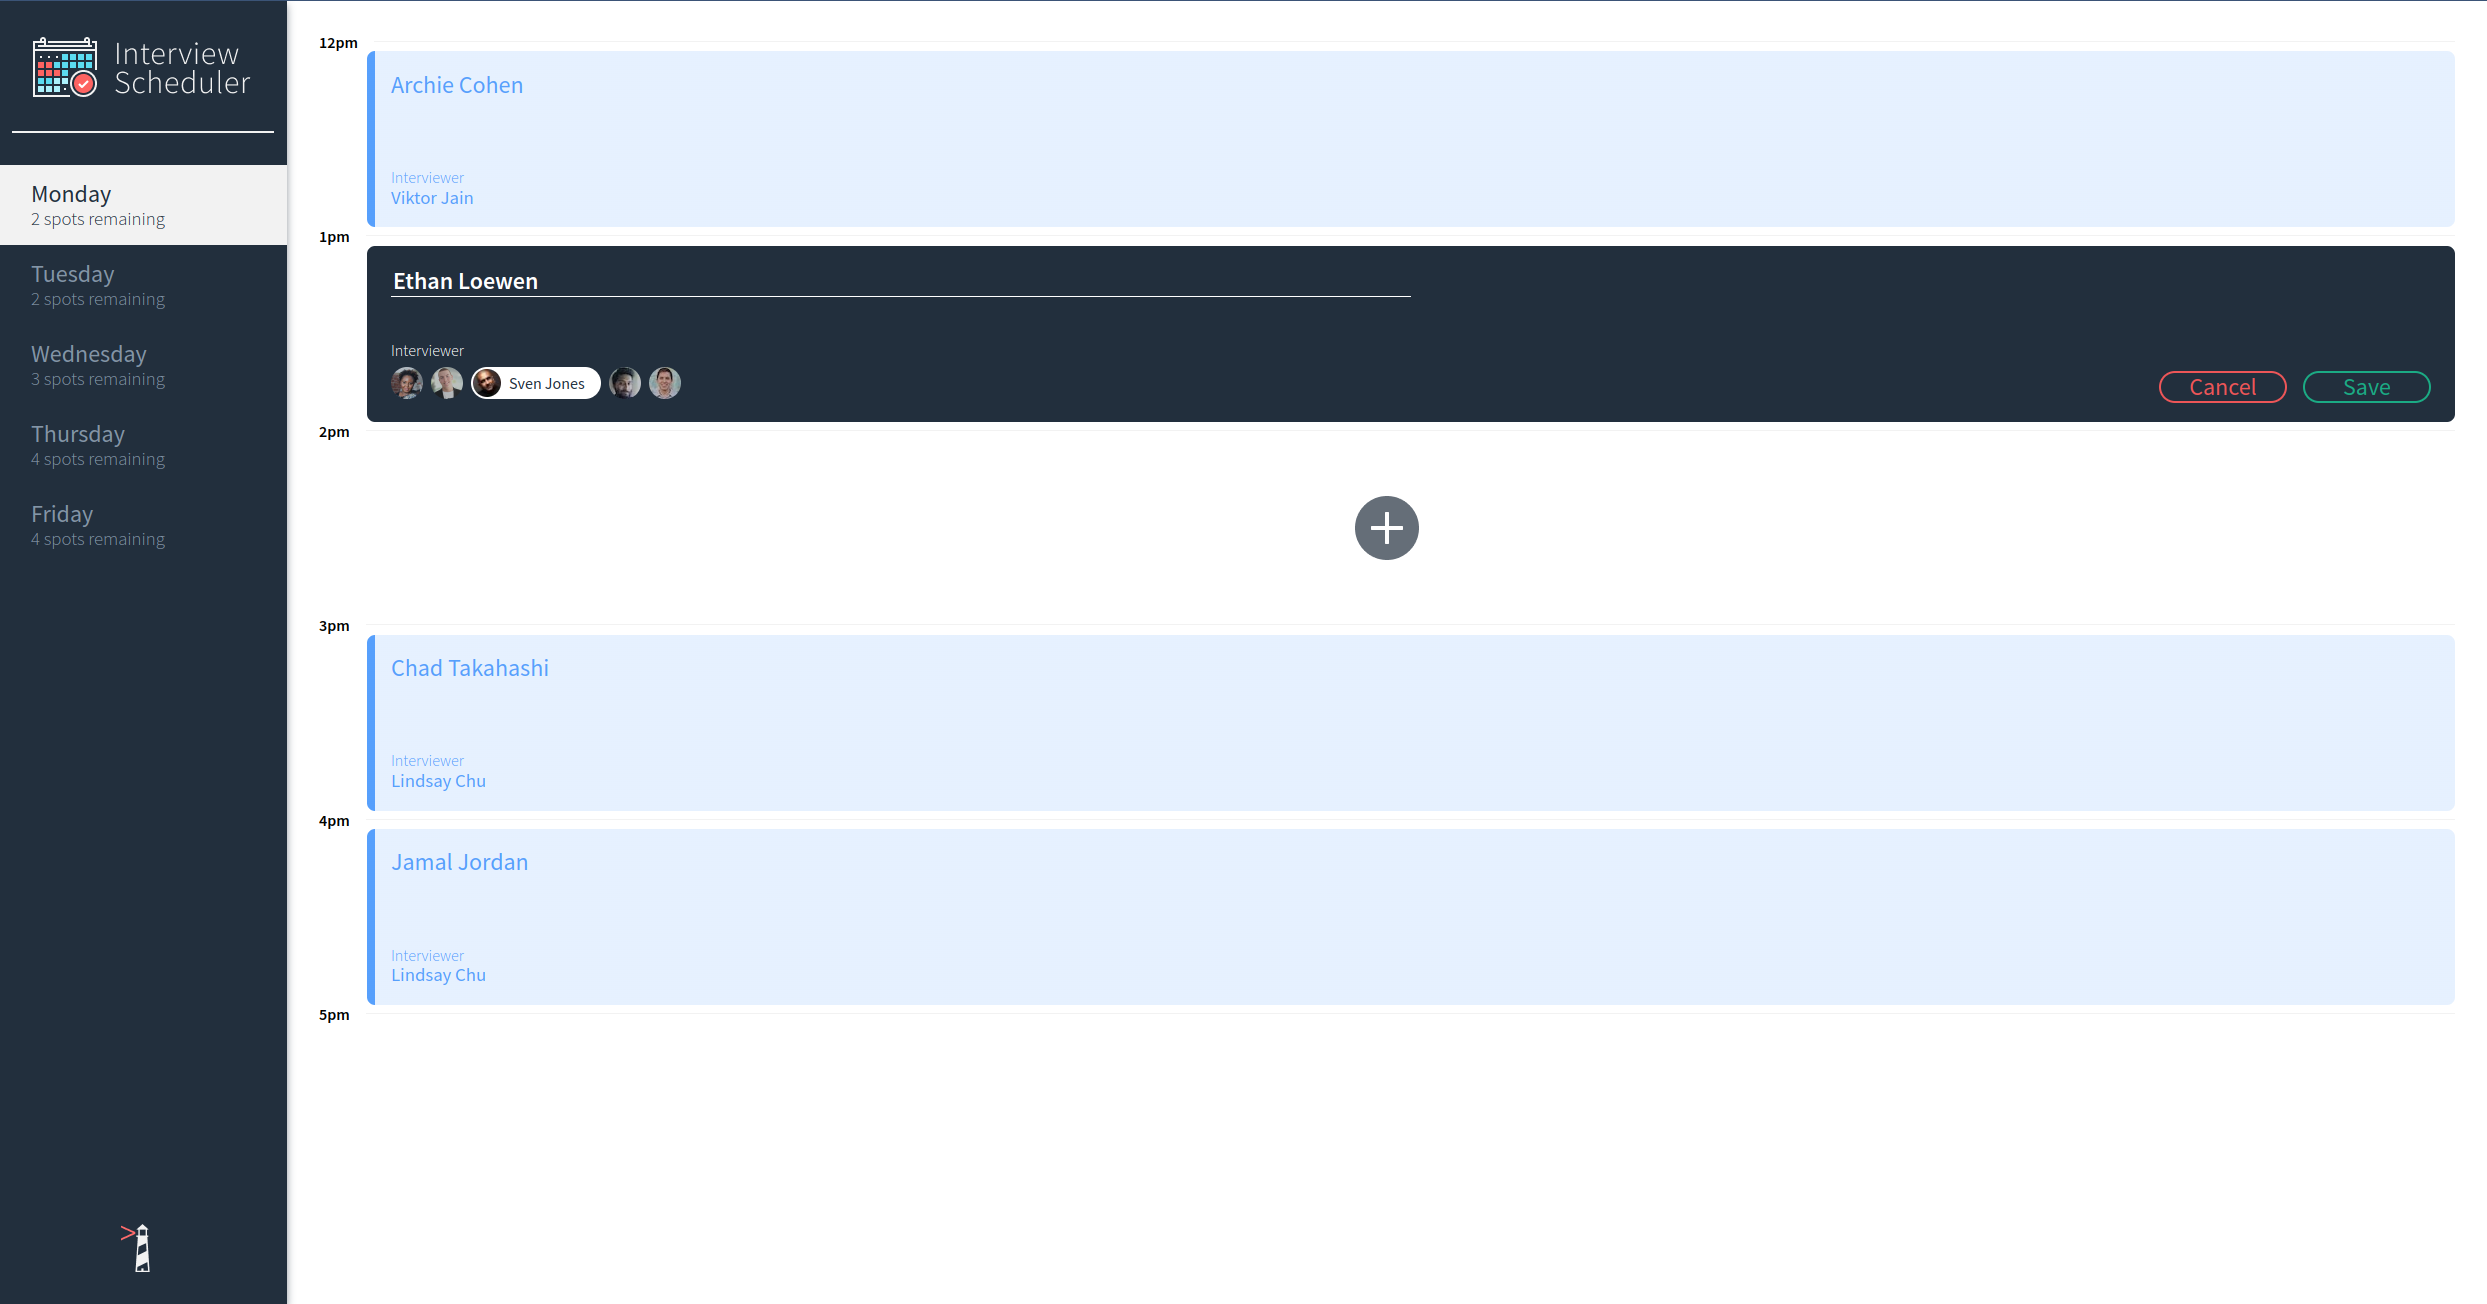 Interview
Scheduler
Monday
2 spots remaining
Tuesday
2 spots remaining
Wednesday
3 spots remaining
Thursday
4 spots remaining
Friday
4 spots remaining
12pm
Archie Cohen
Interviewer
Viktor Jain
1pm
Ethan Loewen
Interviewer
Sven Jones
Cancel
Save
2pm
3pm
Chad Takahashi
Interviewer
Lindsay Chu
4pm
Jamal Jordan
Interviewer
Lindsay Chu
5pm